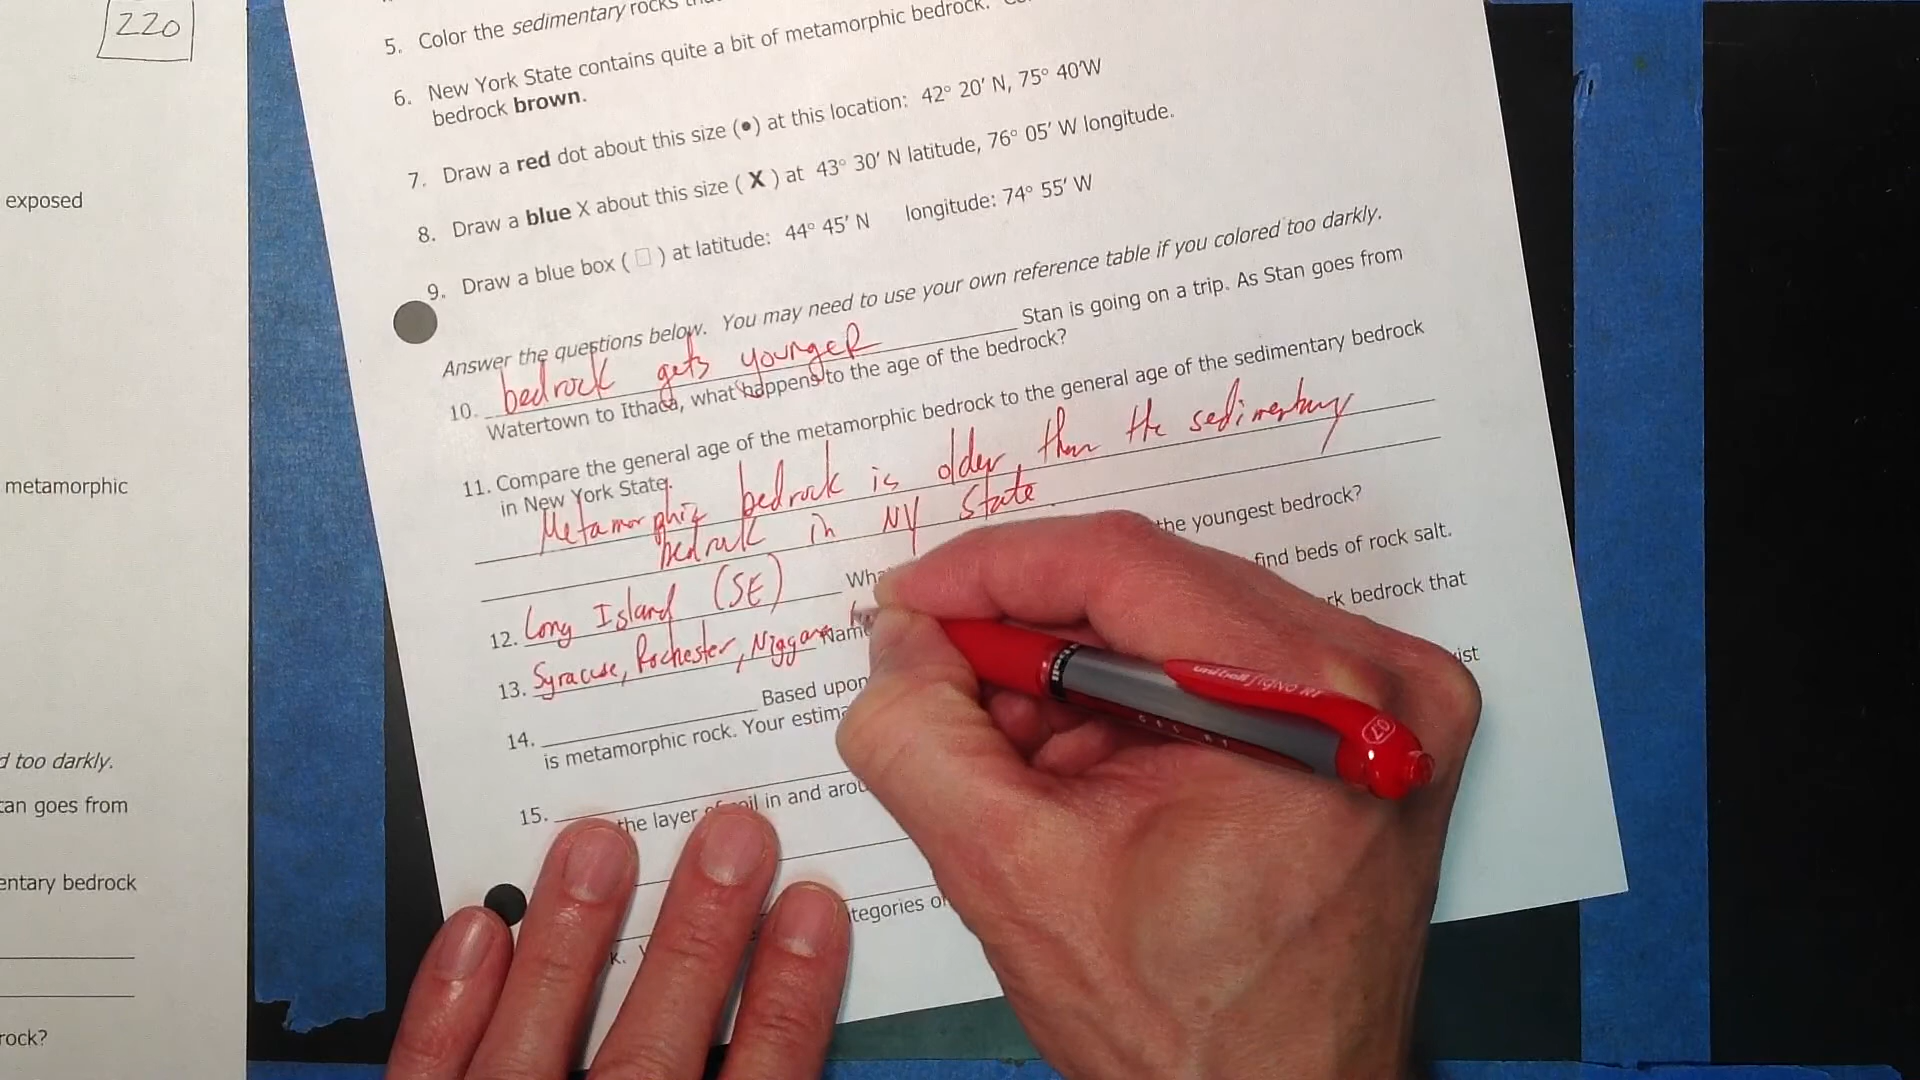 220
exposed
metamorphic
too darkly.
goes from
bedrock
rock?
5. Color the sedimentary rocks
6. New York State contains quite a bit of metamorphic bedrock.
bedrock brown.
7. Draw a red dot about this size (●) at this location: 42° 20' N, 75° 40'W
8. Draw a blue X about this size ( X ) at 43° 30' N latitude, 76° 05' W longitude.
9. Draw a blue box ( □ ) at latitude: 44° 45' N longitude: 74° 55' W
Answer the questions below. You may need to use your own reference table if you colored too darkly.
10. bedrock gets younger Stan is going on a trip. As Stan goes from
Watertown to Ithaca, what happens to the age of the bedrock?
11. Compare the general age of the metamorphic bedrock to the general age of the sedimentary bedrock
in New York State.
Metamorphic bedrock is older than the sedimentary
bedrock in NY State
12. Long Island (SE) the youngest bedrock?
13. Syracuse, Rochester, Niagara find beds of rock salt.
14. Based upon bedrock that
is metamorphic rock. Your
15.
the layer of soil in and
uni-ball SIGNO
07